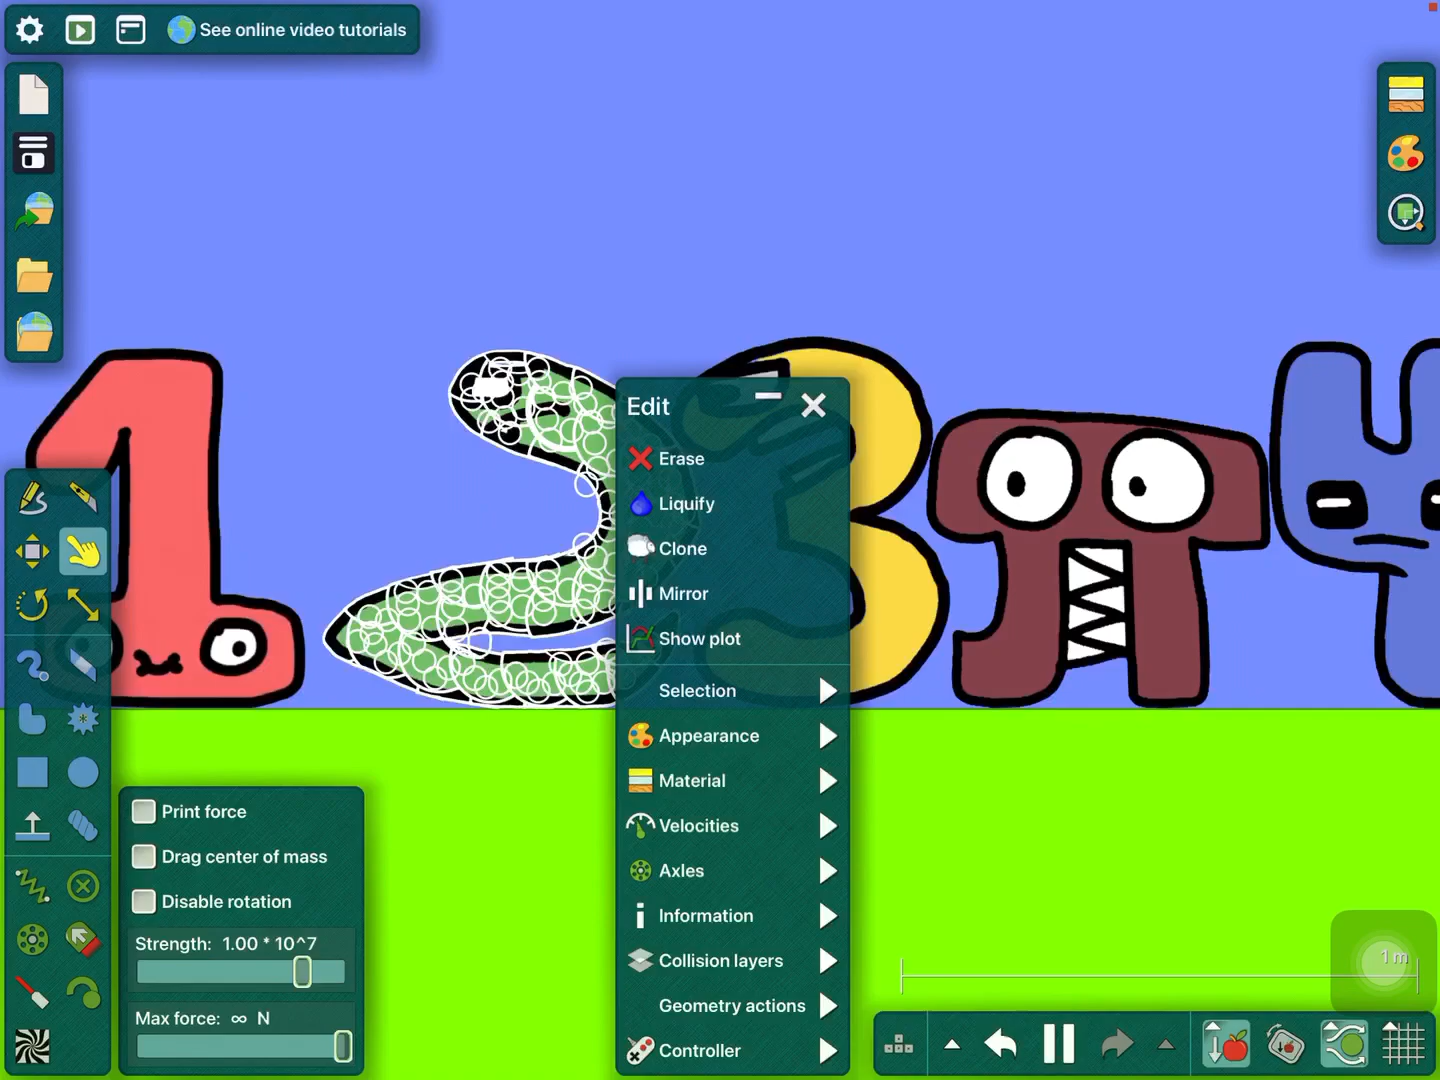 See online video tutorials
Edit
Erase
Liquify
Clone
Mirror
Show plot
Selection
Appearance
Material
Velocities
Axles
Information
Collision layers
Geometry actions
Controller
Print force
Drag center of mass
Disable rotation
Strength: 1.00 * 10^7
Max force: ∞ N
1 m